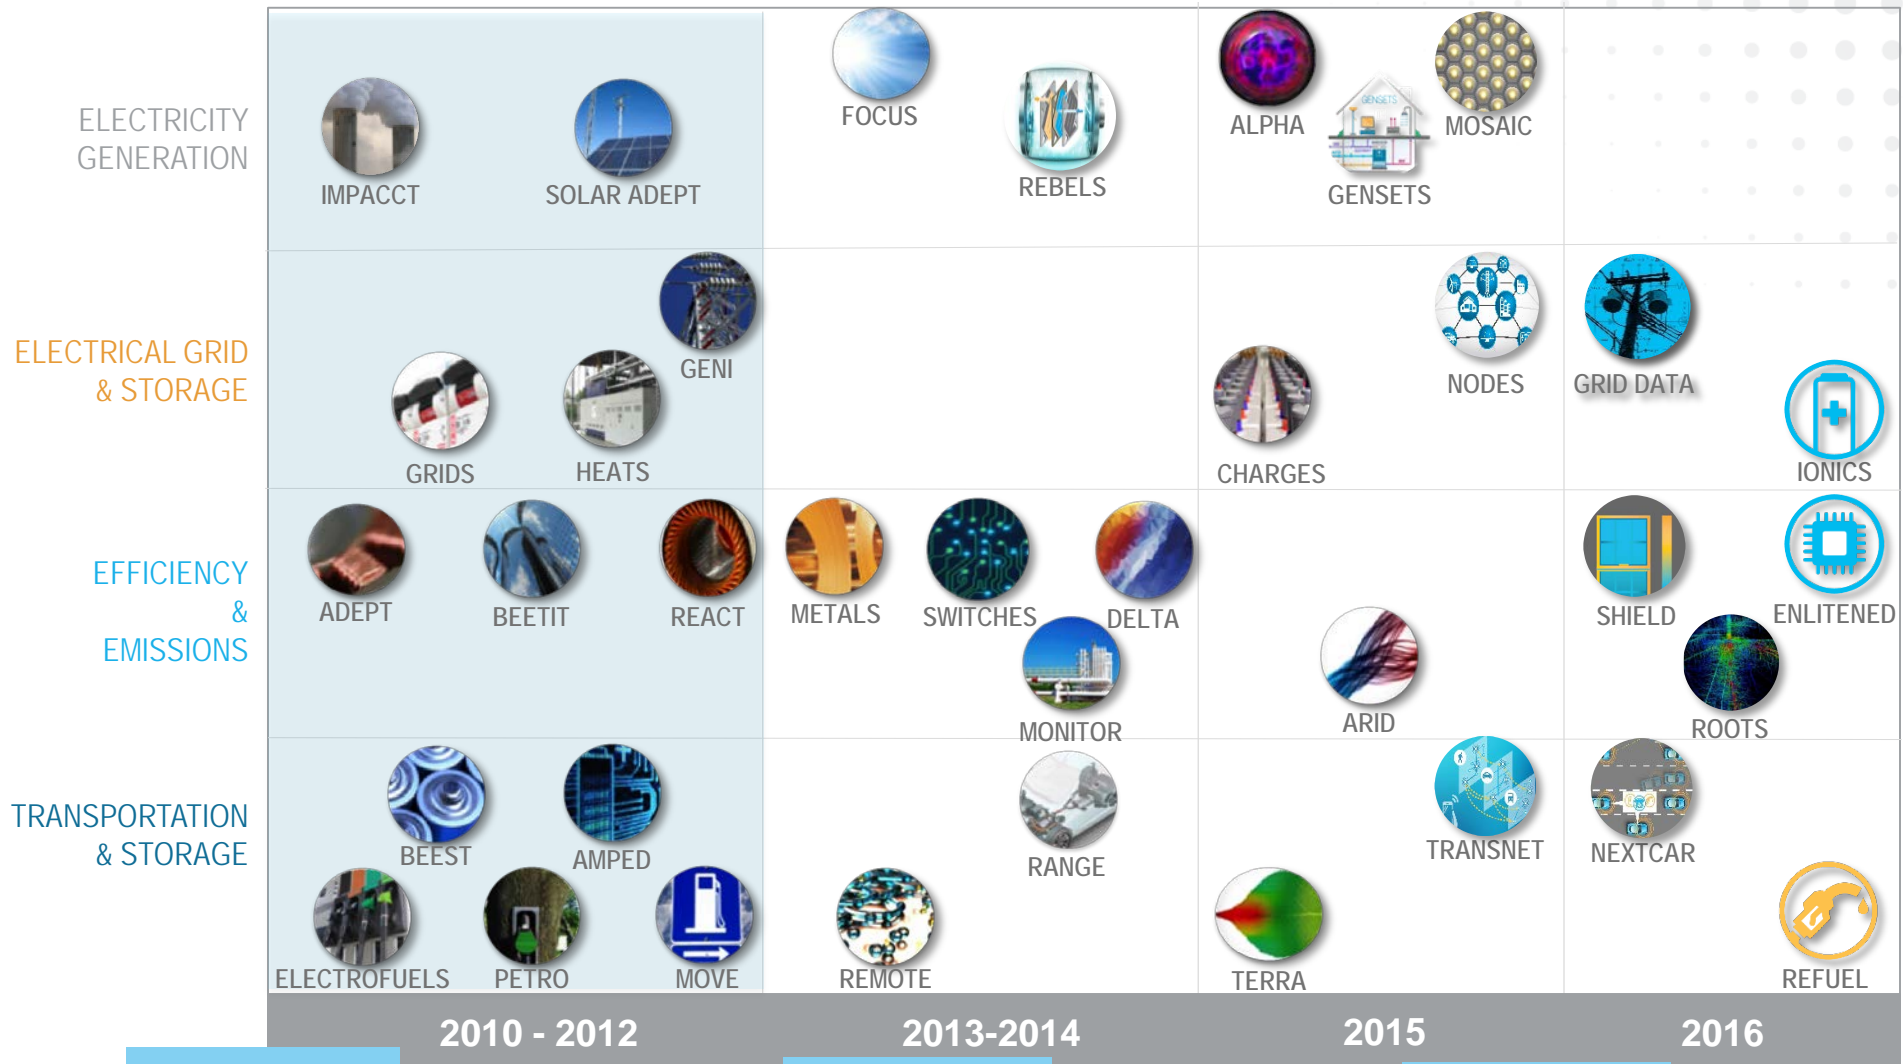 ELECTRICITY
GENERATION
IMPACCT
SOLAR ADEPT
FOCUS
REBELS
ALPHA
GENSETS
GENSETS
MOSAIC
ELECTRICAL GRID
& STORAGE
GRIDS
HEATS
GENI
CHARGES
NODES
GRID DATA
IONICS
EFFICIENCY
&
EMISSIONS
ADEPT
BEETIT
REACT
METALS
SWITCHES
DELTA
MONITOR
ARID
SHIELD
ENLITENED
ROOTS
TRANSPORTATION
& STORAGE
BEEST
AMPED
ELECTROFUELS
PETRO
MOVE
RANGE
REMOTE
TRANSNET
TERRA
NEXTCAR
REFUEL
2010 - 2012
2013-2014
2015
2016